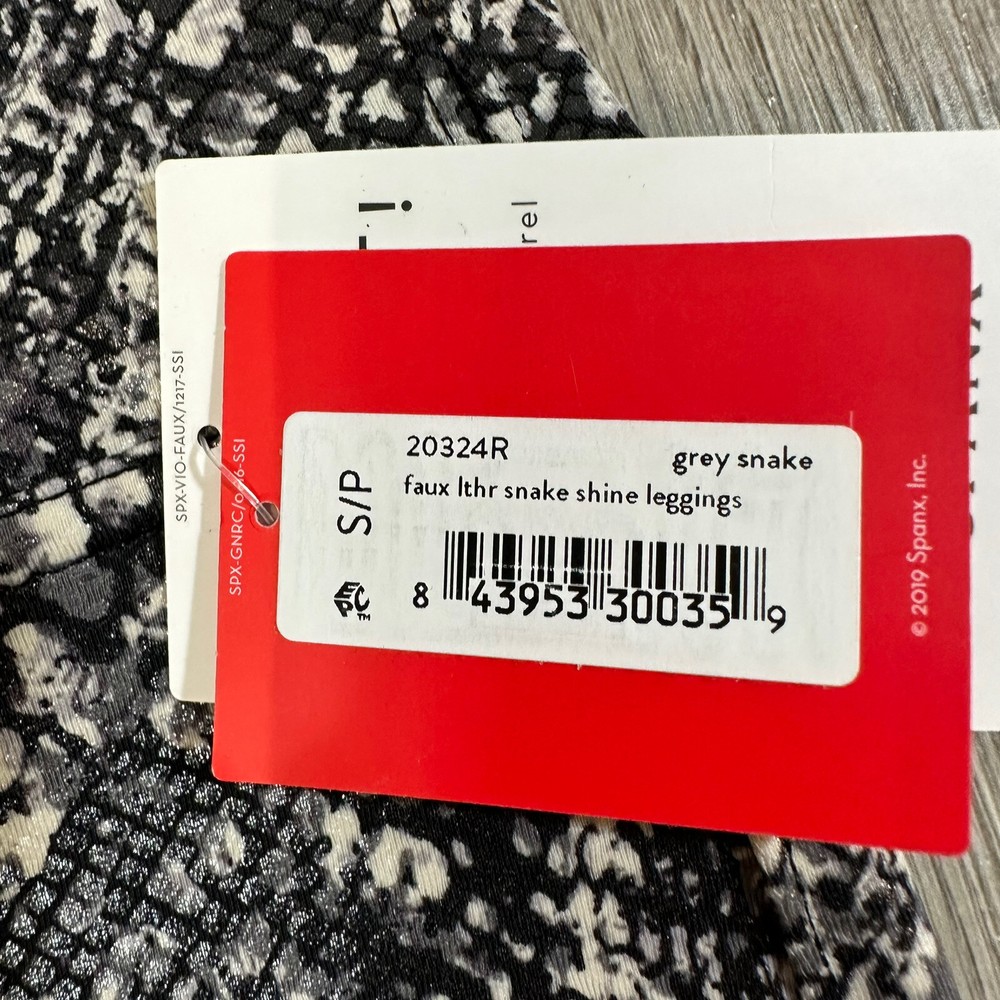 20324R
grey snake
faux lthr snake shine leggings
S/P
EPC™
8 43953 30035 9
© 2019 Spanx, Inc.
SPX-VIO-FAUX/1217-SSI
!
rel